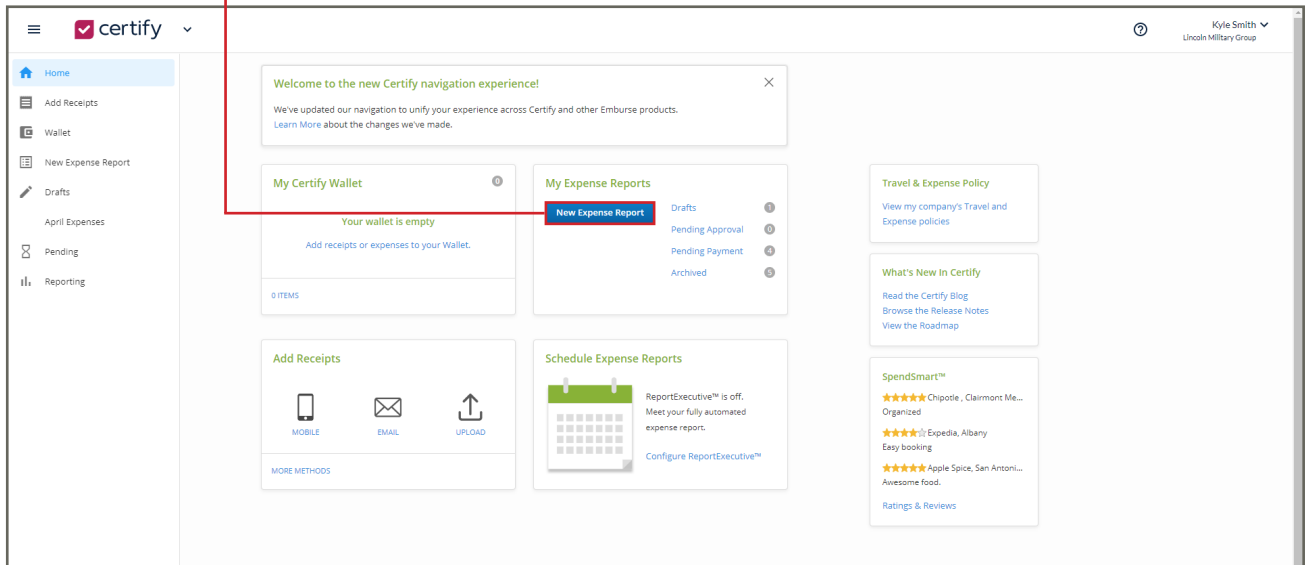 certify
Kyle Smith
Lincoln Military Group
Home
Add Receipts
Wallet
New Expense Report
Drafts
April Expenses
Pending
Reporting
Welcome to the new Certify navigation experience!
We've updated our navigation to unify your experience across Certify and other Emburse products.
Learn More about the changes we've made.
My Certify Wallet 0
Your wallet is empty
Add receipts or expenses to your Wallet.
0 ITEMS
My Expense Reports
New Expense Report
Drafts 1
Pending Approval 0
Pending Payment 4
Archived 5
Travel & Expense Policy
View my company's Travel and
Expense policies
What's New In Certify
Read the Certify Blog
Browse the Release Notes
View the Roadmap
Add Receipts
MOBILE
EMAIL
UPLOAD
MORE METHODS
Schedule Expense Reports
ReportExecutive™ is off.
Meet your fully automated
expense report.
Configure ReportExecutive™
SpendSmart™
Chipotle , Clairmont Me...
Organized
Expedia, Albany
Easy booking
Apple Spice, San Antoni...
Awesome food.
Ratings & Reviews